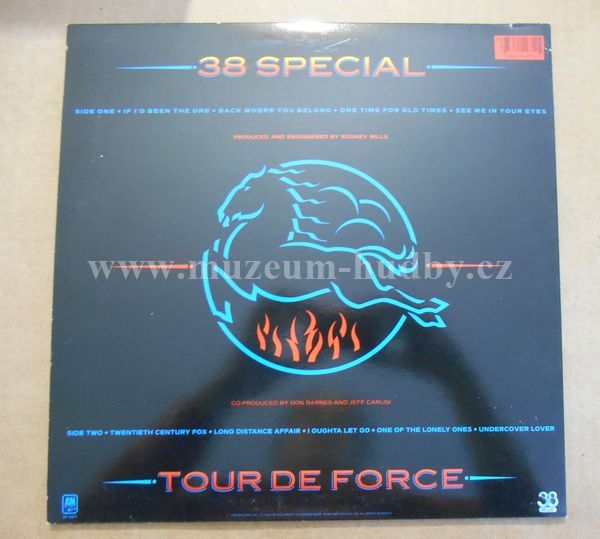 38 SPECIAL
SIDE ONE • IF I'D BEEN THE ONE • BACK WHERE YOU BELONG • ONE TIME FOR OLD TIMES • SEE ME IN YOUR EYES
PRODUCED AND ENGINEERED BY RODNEY MILLS
www.muzeum-hudby.cz
CO-PRODUCED BY DON BARNES AND JEFF CARLISI
SIDE TWO • TWENTIETH CENTURY FOX • LONG DISTANCE AFFAIR • I OUGHTA LET GO • ONE OF THE LONELY ONES • UNDERCOVER LOVER
TOUR DE FORCE
A&M
38